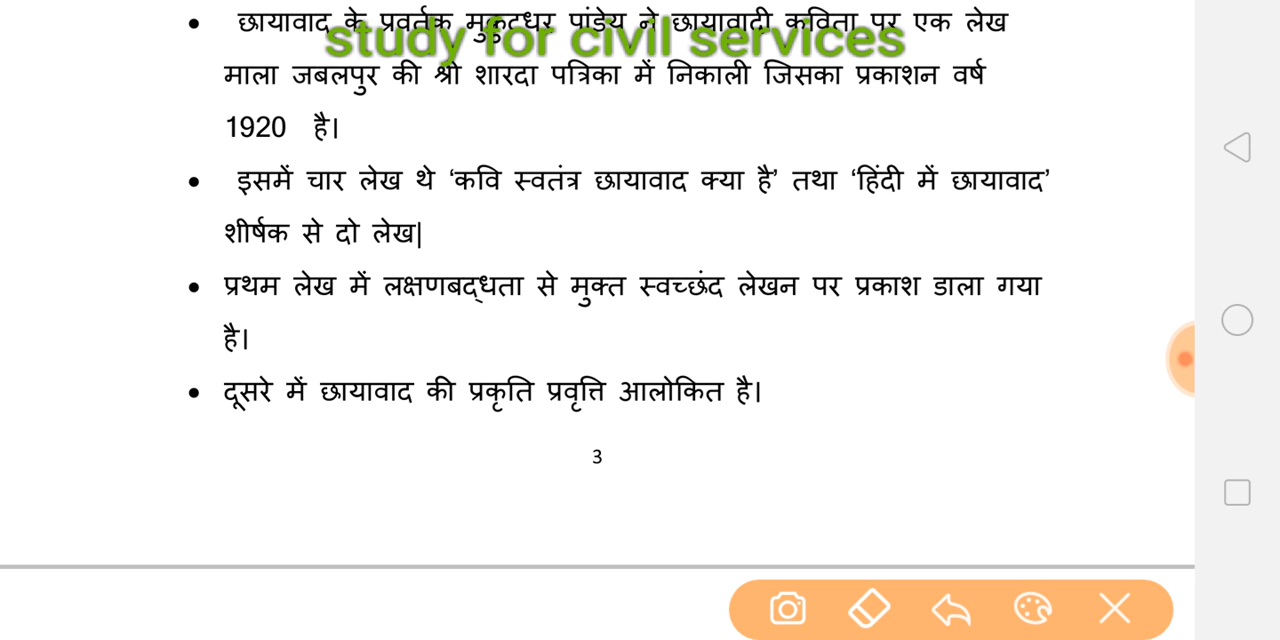 • छायावाद के प्रवर्तक मुकुटधर पांडेय ने छायावादी कविता पर एक लेख
study for civil services
माला जबलपुर की श्री शारदा पत्रिका में निकाली जिसका प्रकाशन वर्ष
1920 है।
• इसमें चार लेख थे ‘कवि स्वतंत्र छायावाद क्या है’ तथा ‘हिंदी में छायावाद’
शीर्षक से दो लेख|
• प्रथम लेख में लक्षणबद्धता से मुक्त स्वच्छंद लेखन पर प्रकाश डाला गया
है।
• दूसरे में छायावाद की प्रकृति प्रवृत्ति आलोकित है।
3